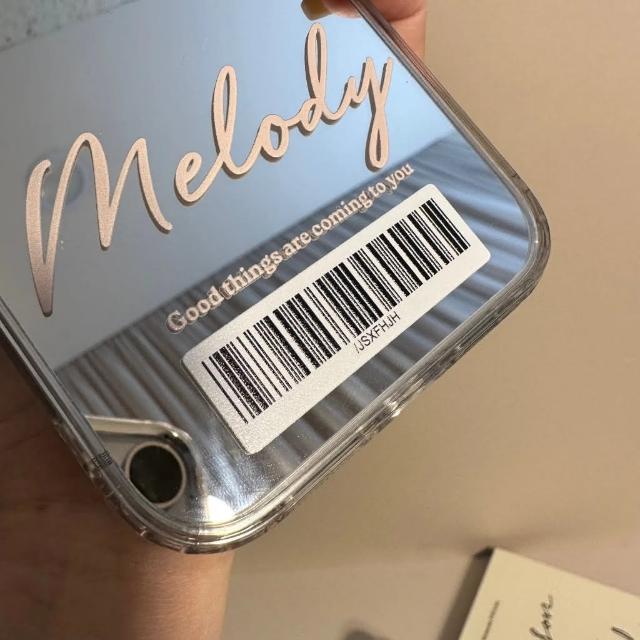 Melody
Good things are coming to you
/JSXFHJH